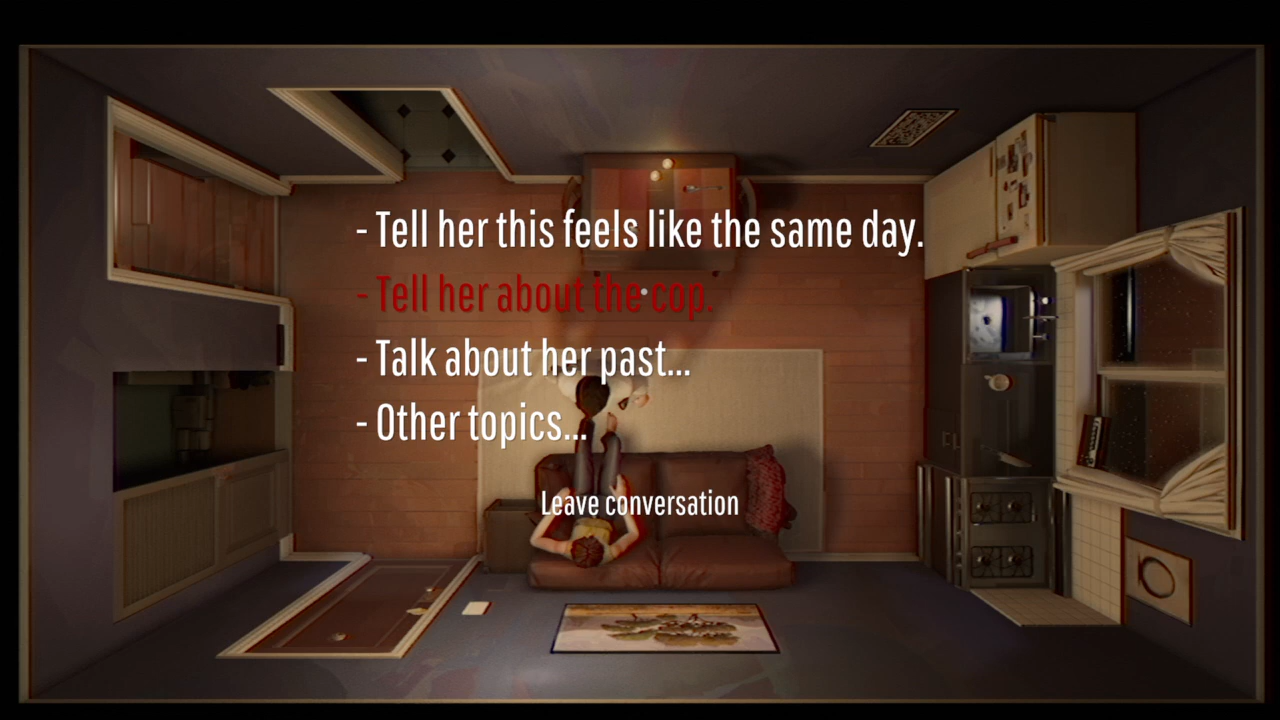 - Tell her this feels like the same day.
- Tell her about the cop.
- Talk about her past...
- Other topics...
Leave conversation